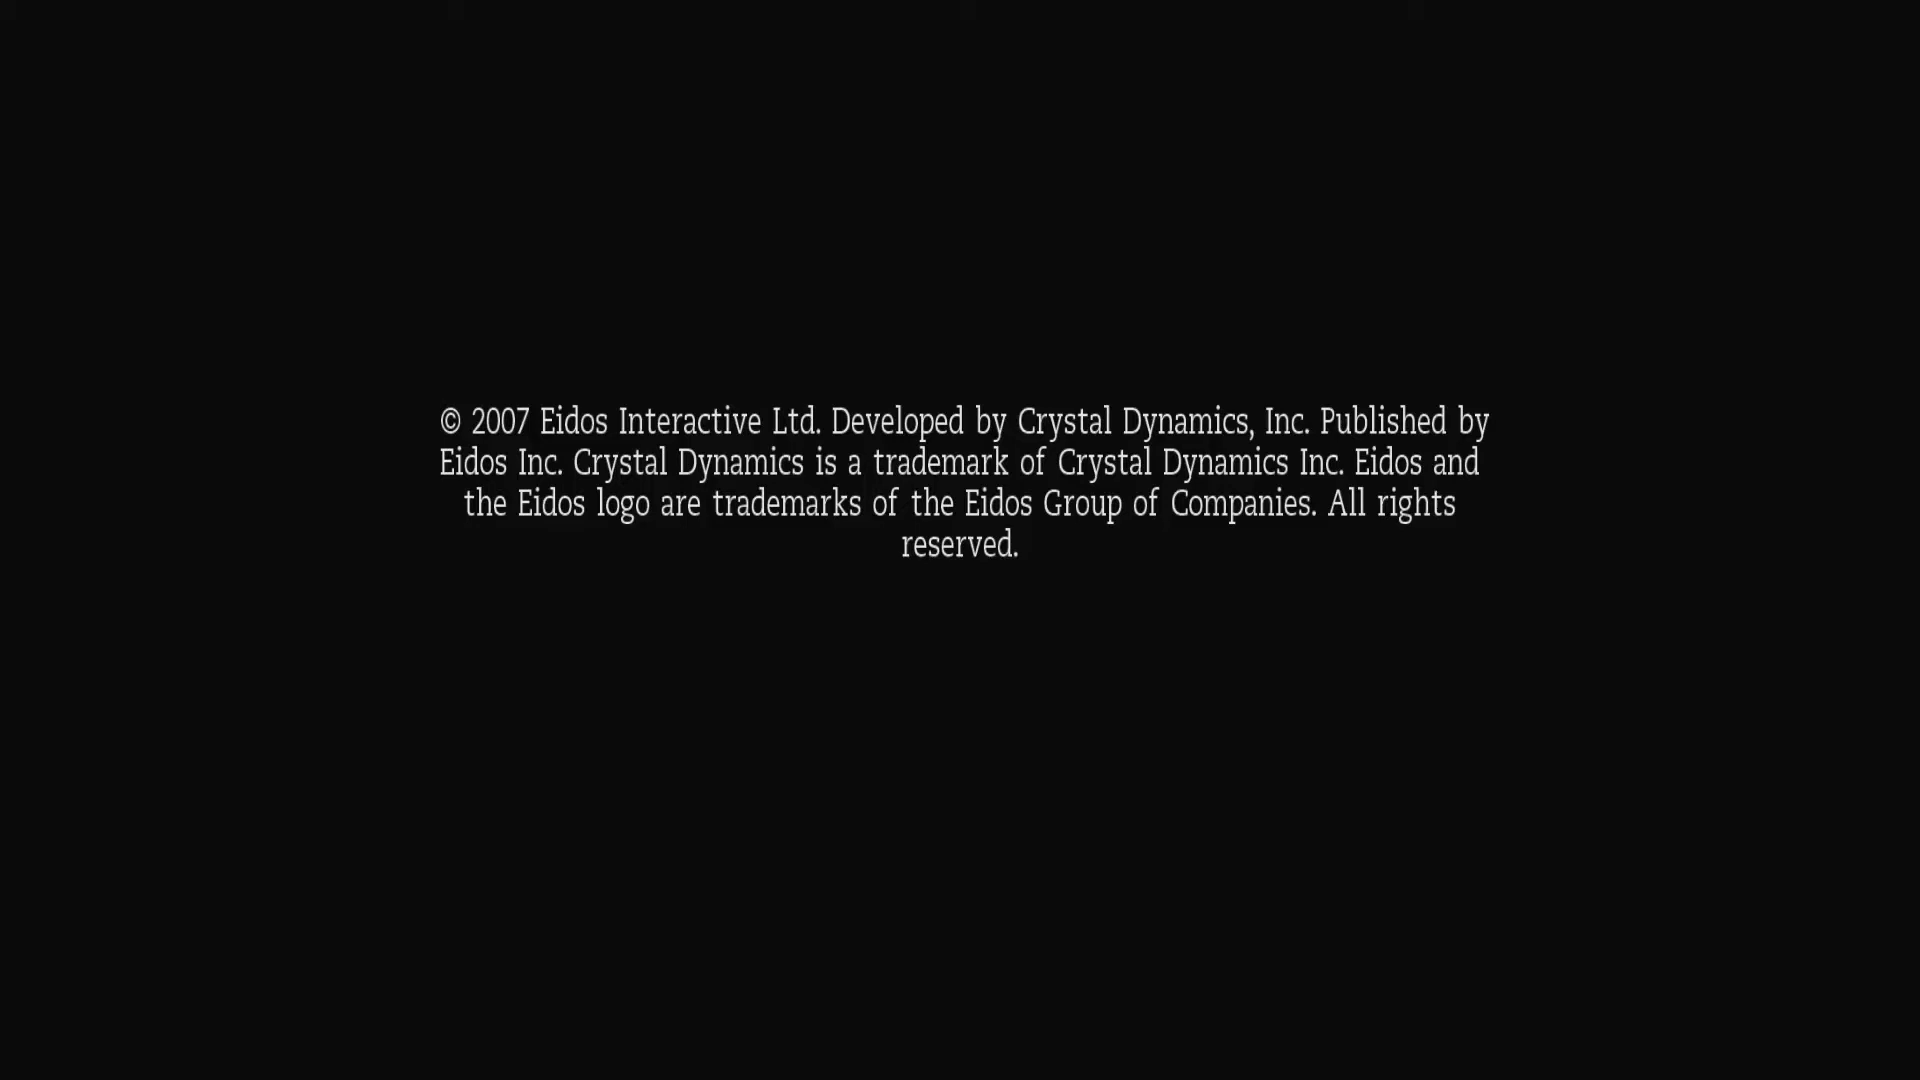 © 2007 Eidos Interactive Ltd. Developed by Crystal Dynamics, Inc. Published by
Eidos Inc. Crystal Dynamics is a trademark of Crystal Dynamics Inc. Eidos and
the Eidos logo are trademarks of the Eidos Group of Companies. All rights
reserved.